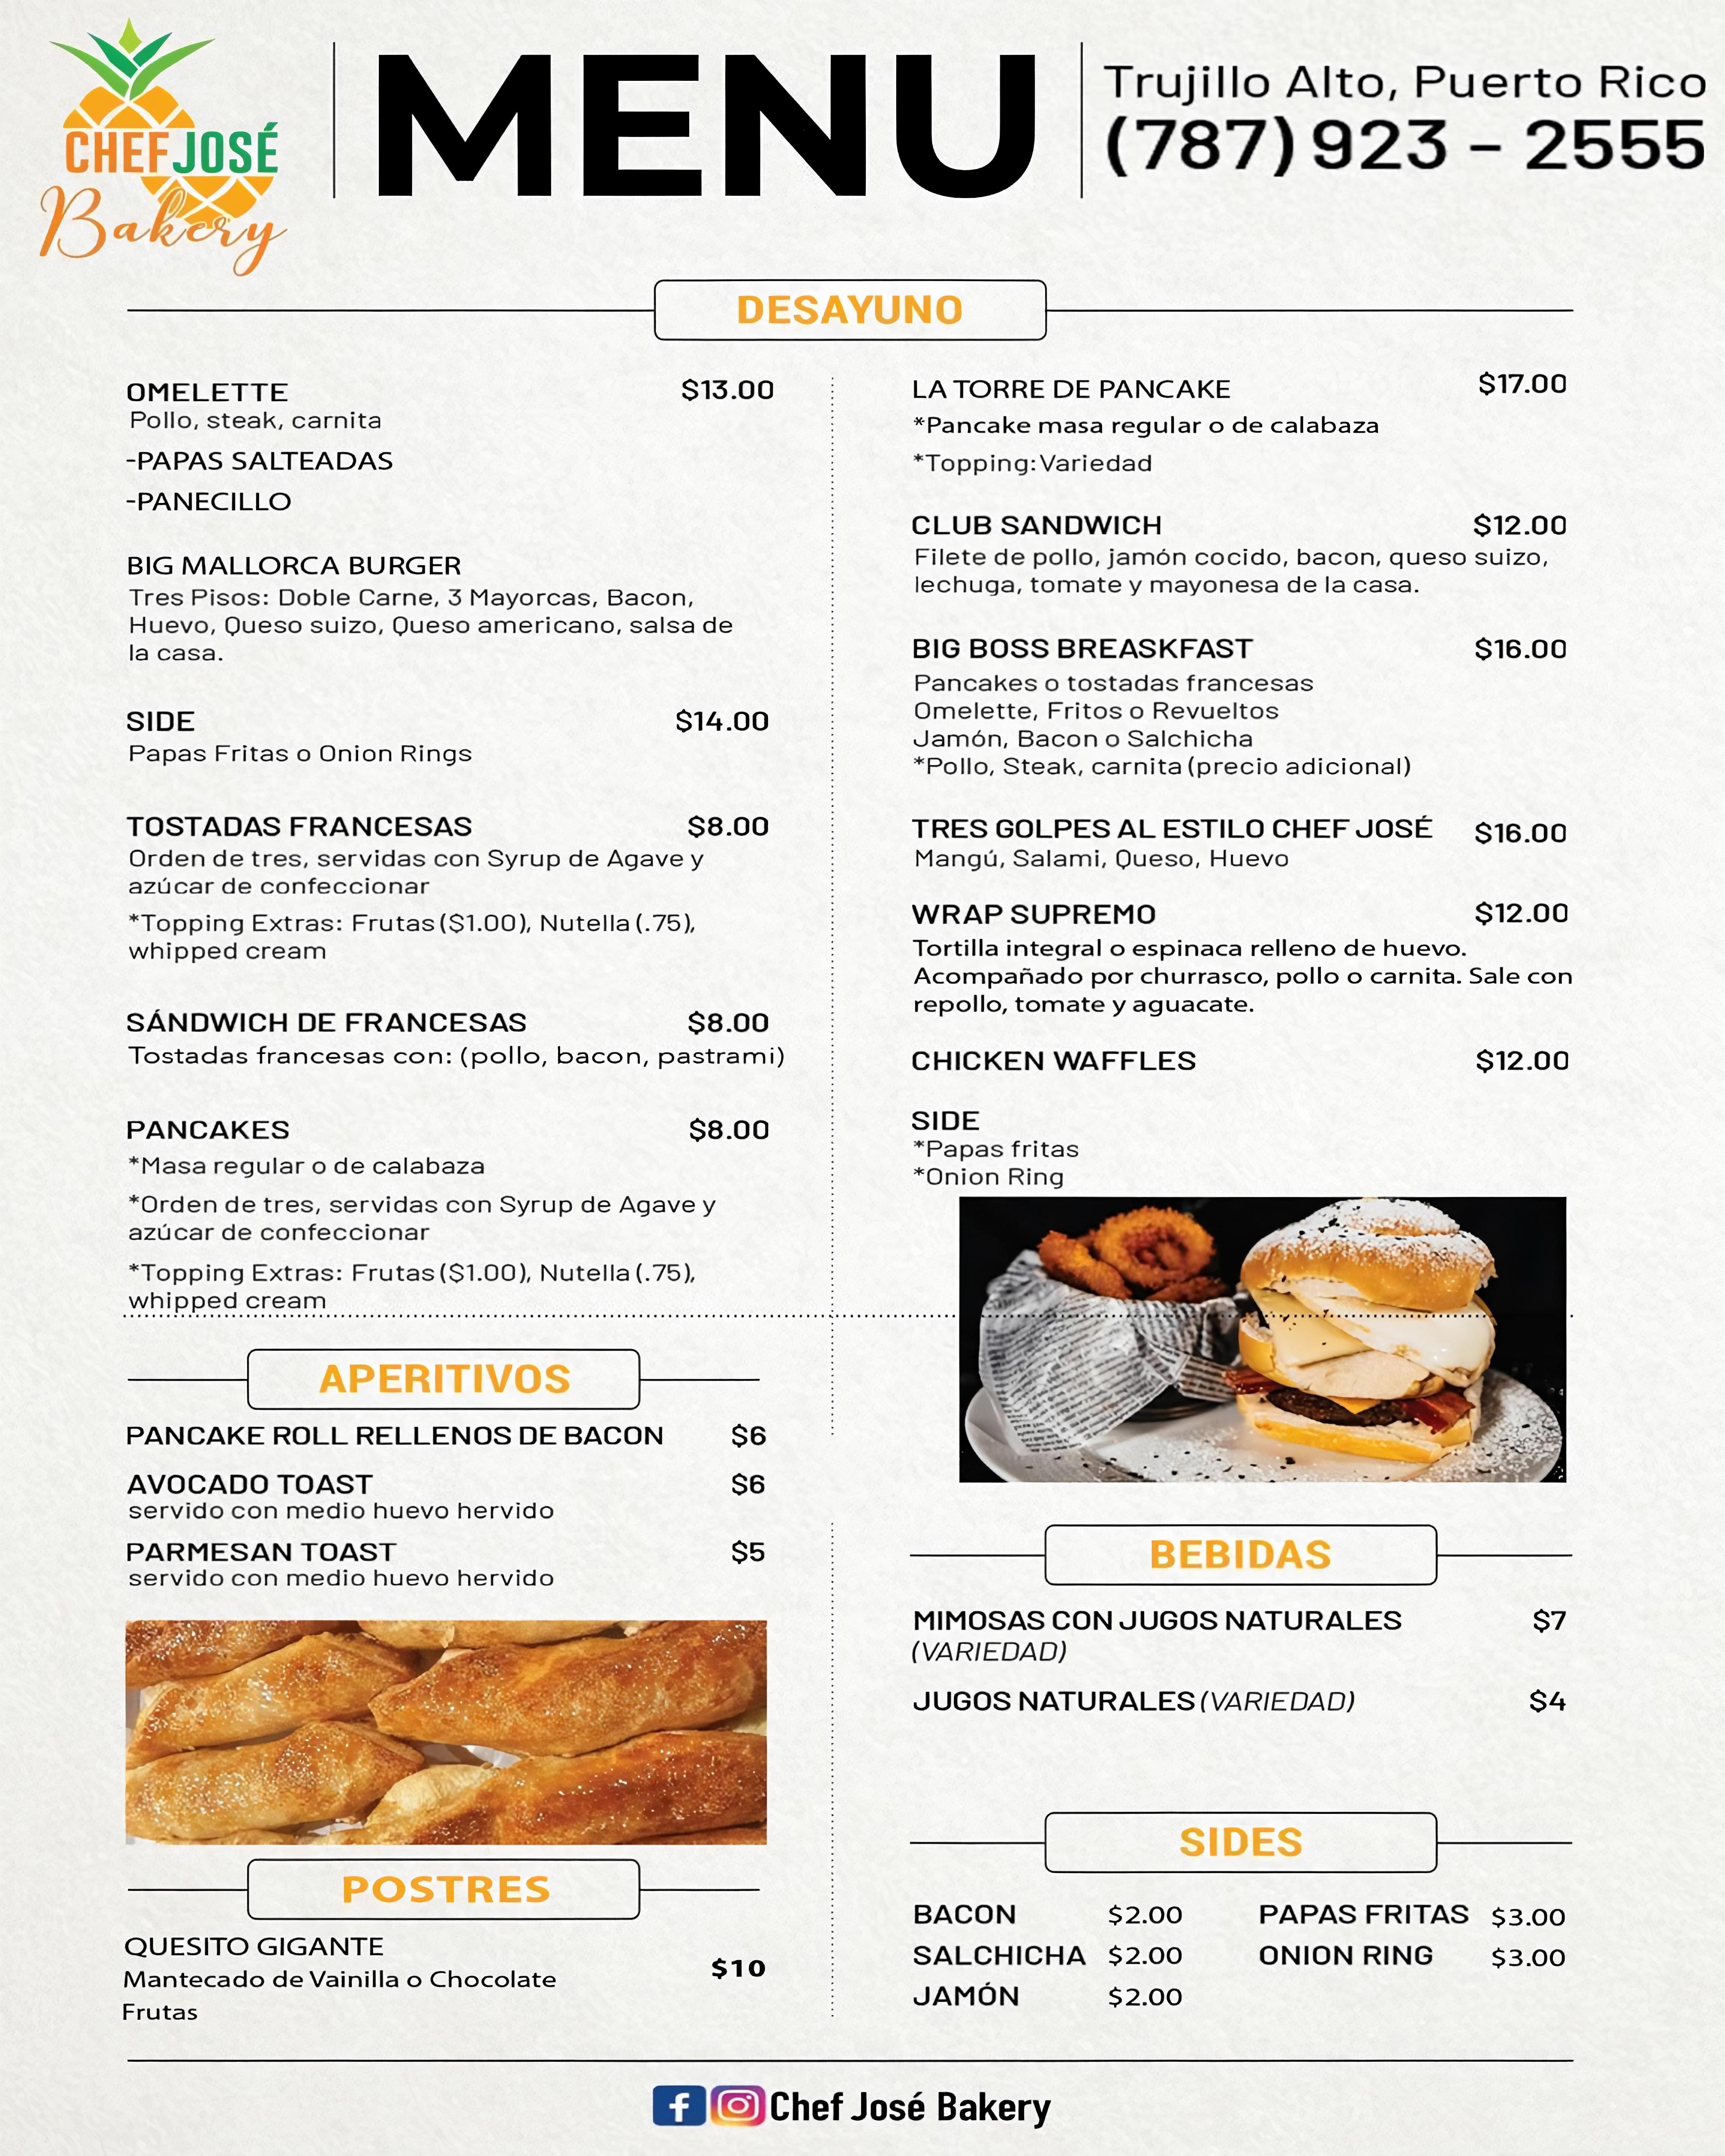 CHEF JOSÉ
Bakery
MENU
Trujillo Alto, Puerto Rico
(787) 923 - 2555
DESAYUNO
OMELETTE $13.00
Pollo, steak, carnita
-PAPAS SALTEADAS
-PANECILLO
BIG MALLORCA BURGER
Tres Pisos: Doble Carne, 3 Mayorcas, Bacon,
Huevo, Queso suizo, Queso americano, salsa de
la casa.
SIDE $14.00
Papas Fritas o Onion Rings
TOSTADAS FRANCESAS $8.00
Orden de tres, servidas con Syrup de Agave y
azúcar de confeccionar
*Topping Extras: Frutas ($1.00), Nutella (.75),
whipped cream
SÁNDWICH DE FRANCESAS $8.00
Tostadas francesas con: (pollo, bacon, pastrami)
PANCAKES $8.00
*Masa regular o de calabaza
*Orden de tres, servidas con Syrup de Agave y
azúcar de confeccionar
*Topping Extras: Frutas ($1.00), Nutella (.75),
whipped cream
LA TORRE DE PANCAKE $17.00
*Pancake masa regular o de calabaza
*Topping: Variedad
CLUB SANDWICH $12.00
Filete de pollo, jamón cocido, bacon, queso suizo,
lechuga, tomate y mayonesa de la casa.
BIG BOSS BREASKFAST $16.00
Pancakes o tostadas francesas
Omelette, Fritos o Revueltos
Jamón, Bacon o Salchicha
*Pollo, Steak, carnita (precio adicional)
TRES GOLPES AL ESTILO CHEF JOSÉ $16.00
Mangú, Salami, Queso, Huevo
WRAP SUPREMO $12.00
Tortilla integral o espinaca relleno de huevo.
Acompañado por churrasco, pollo o carnita. Sale con
repollo, tomate y aguacate.
CHICKEN WAFFLES $12.00
SIDE
*Papas fritas
*Onion Ring
APERITIVOS
PANCAKE ROLL RELLENOS DE BACON $6
AVOCADO TOAST $6
servido con medio huevo hervido
PARMESAN TOAST $5
servido con medio huevo hervido
POSTRES
QUESITO GIGANTE
Mantecado de Vainilla o Chocolate $10
Frutas
BEBIDAS
MIMOSAS CON JUGOS NATURALES $7
(VARIEDAD)
JUGOS NATURALES (VARIEDAD) $4
SIDES
BACON $2.00 PAPAS FRITAS $3.00
SALCHICHA $2.00 ONION RING $3.00
JAMÓN $2.00
Chef José Bakery